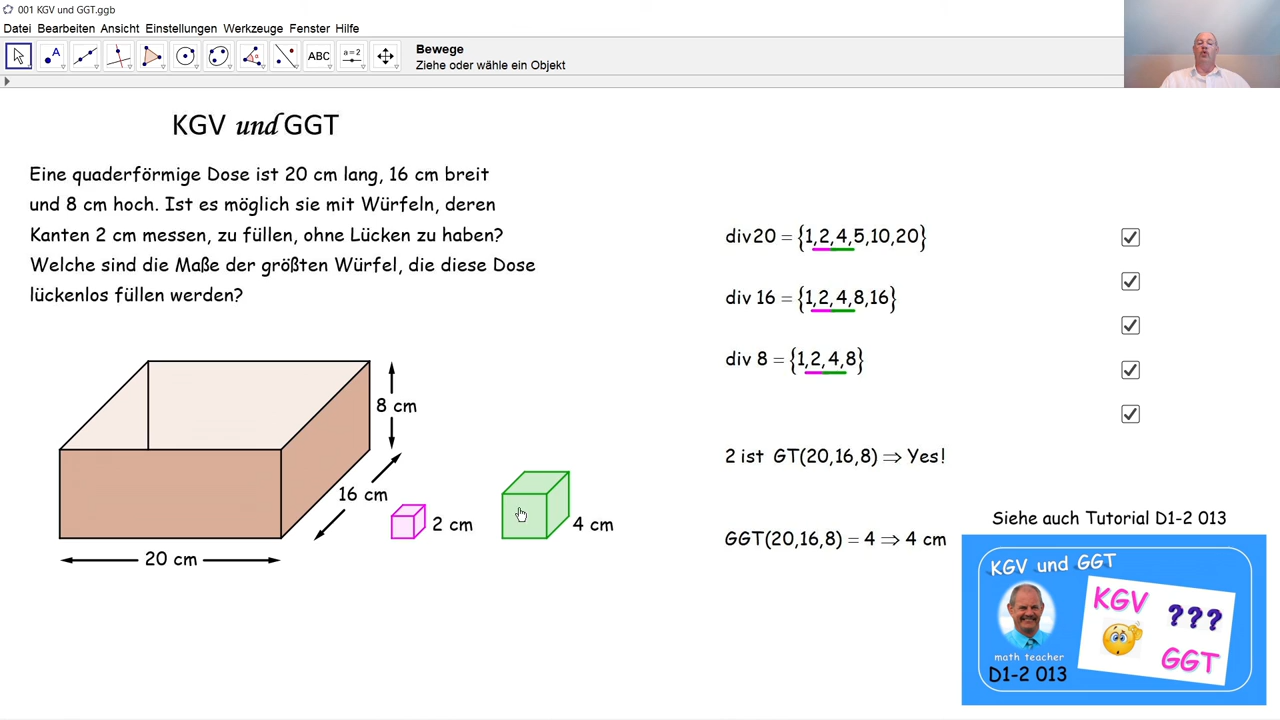 001 KGV und GGT.ggb
Datei Bearbeiten Ansicht Einstellungen Werkzeuge Fenster Hilfe
A
ABC
a=2
Bewege
Ziehe oder wähle ein Objekt
KGV und GGT
Eine quaderförmige Dose ist 20 cm lang, 16 cm breit
und 8 cm hoch. Ist es möglich sie mit Würfeln, deren
Kanten 2 cm messen, zu füllen, ohne Lücken zu haben?
Welche sind die Maße der größten Würfel, die diese Dose
lückenlos füllen werden?
8 cm
16 cm
20 cm
2 cm
4 cm
div20 = {1,2,4,5,10,20}
div 16 = {1,2,4,8,16}
div 8 = {1,2,4,8}
2 ist GT(20,16,8) ⇒ Yes!
GGT(20,16,8) = 4 ⇒ 4 cm
Siehe auch Tutorial D1-2 013
KGV und GGT
KGV
???
GGT
math teacher
D1-2 013